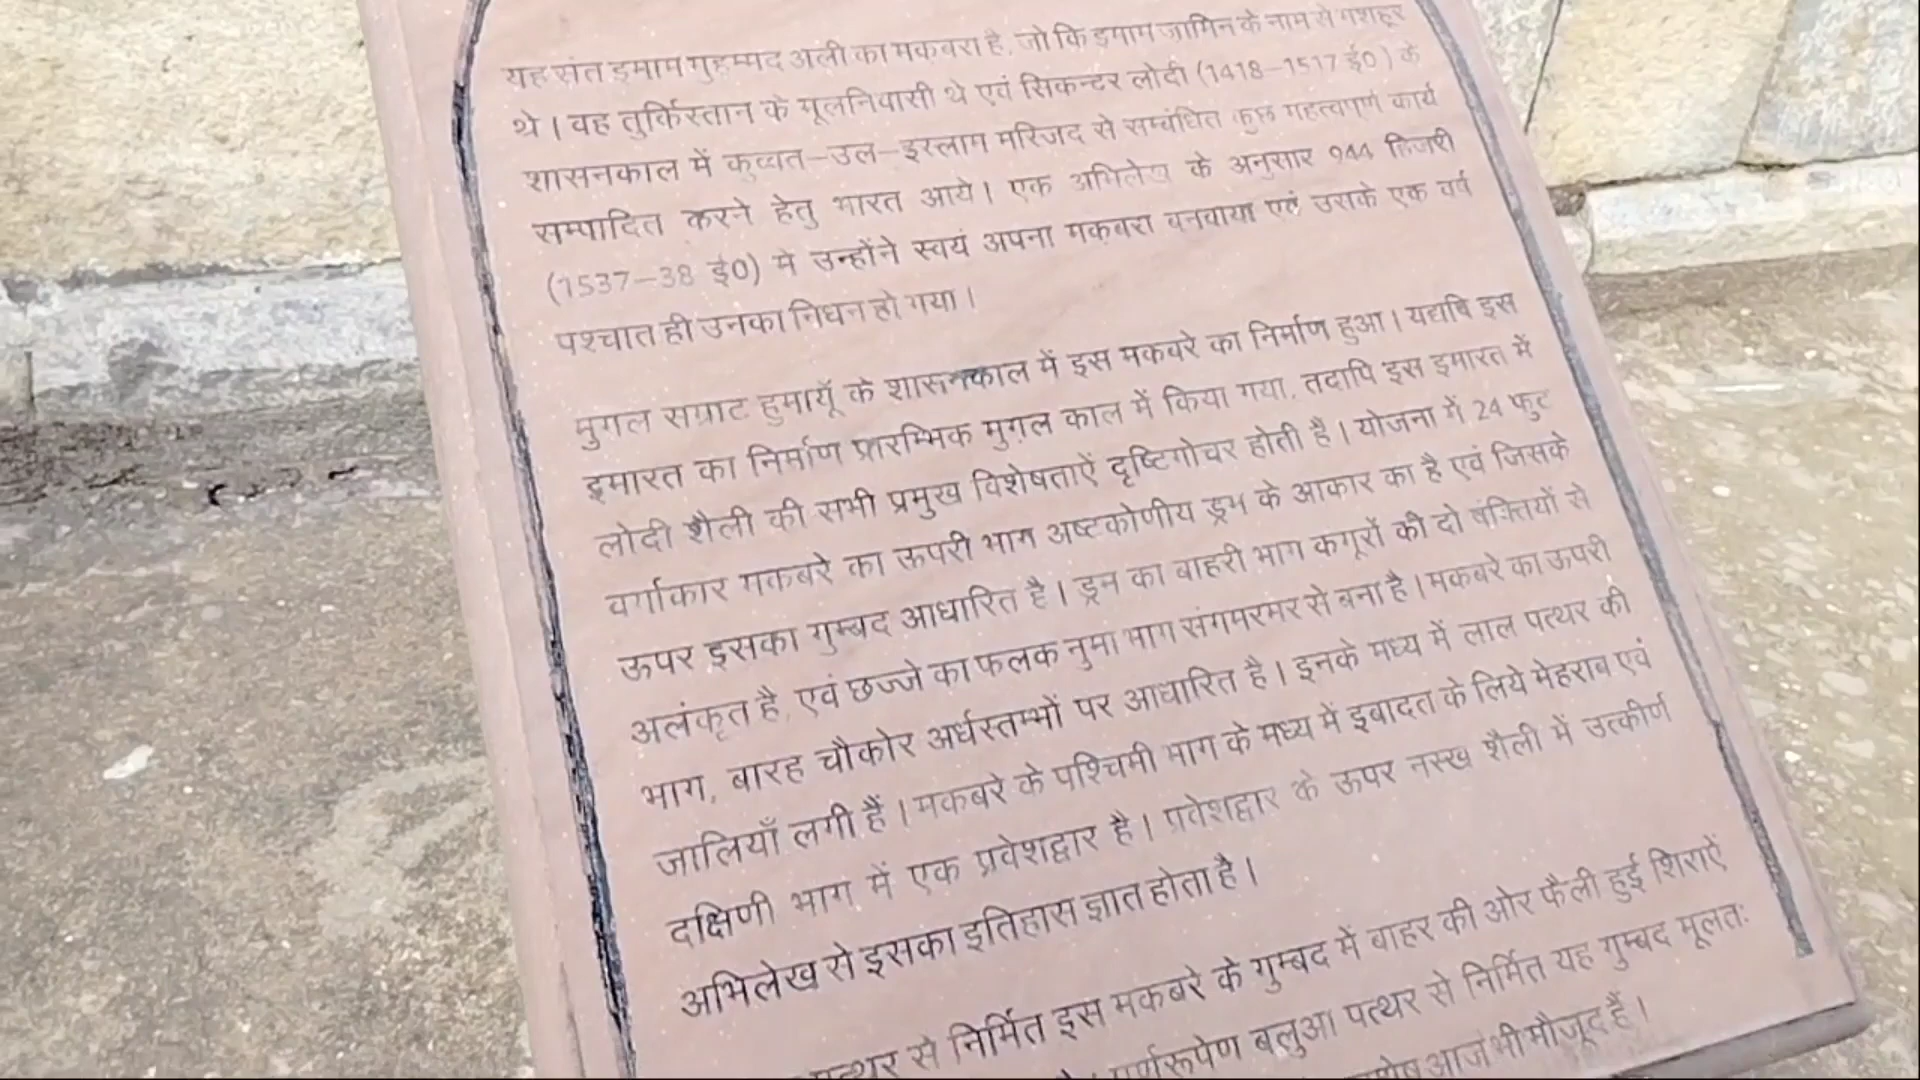 यह संत इमाम मुहम्मद अली का मकबरा है, जो कि इमाम जामिन के नाम से मशहूर
थे। वह तुर्किस्तान के मूलनिवासी थे एवं सिकन्दर लोदी (1418–1517 ई0) के
शासनकाल में कुव्वत–उल–इस्लाम मस्जिद से सम्बंधित कुछ महत्वपूर्ण कार्य
सम्पादित करने हेतु भारत आये। एक अभिलेख के अनुसार 944 हिजरी
(1537–38 ई0) मे उन्होंने स्वयं अपना मकबरा बनवाया एवं उसके एक वर्ष
पश्चात ही उनका निधन हो गया।
मुगल सम्राट हुमायूँ के शासनकाल में इस मकबरे का निर्माण हुआ। यद्यपि इस
इमारत का निर्माण प्रारम्भिक मुग़ल काल में किया गया, तदापि इस इमारत में
लोदी शैली की सभी प्रमुख विशेषताऐं दृष्टिगोचर होती है। योजना में 24 फुट
वर्गाकार मकबरे का ऊपरी भाग अष्टकोणीय ड्रम के आकार का है एवं जिसके
ऊपर इसका गुम्बद आधारित है। ड्रम का बाहरी भाग कगूरों की दो पंक्तियों से
अलंकृत है, एवं छज्जे का फलक नुमा भाग संगमरमर से बना है। मकबरे का ऊपरी
भाग, बारह चौकोर अर्धस्तम्भों पर आधारित है। इनके मध्य में लाल पत्थर की
जालियाँ लगी हैं। मकबरे के पश्चिमी भाग के मध्य में इबादत के लिये मेहराब एवं
दक्षिणी भाग में एक प्रवेशद्वार है। प्रवेशद्वार के ऊपर नस्ख शैली में उत्कीर्ण
अभिलेख से इसका इतिहास ज्ञात होता है।
पत्थर से निर्मित इस मकबरे के गुम्बद में बाहर की ओर फैली हुई शिराऐं
पूर्णरूपेण बलुआ पत्थर से निर्मित यह गुम्बद मूलतः
आज भी मौजूद हैं।